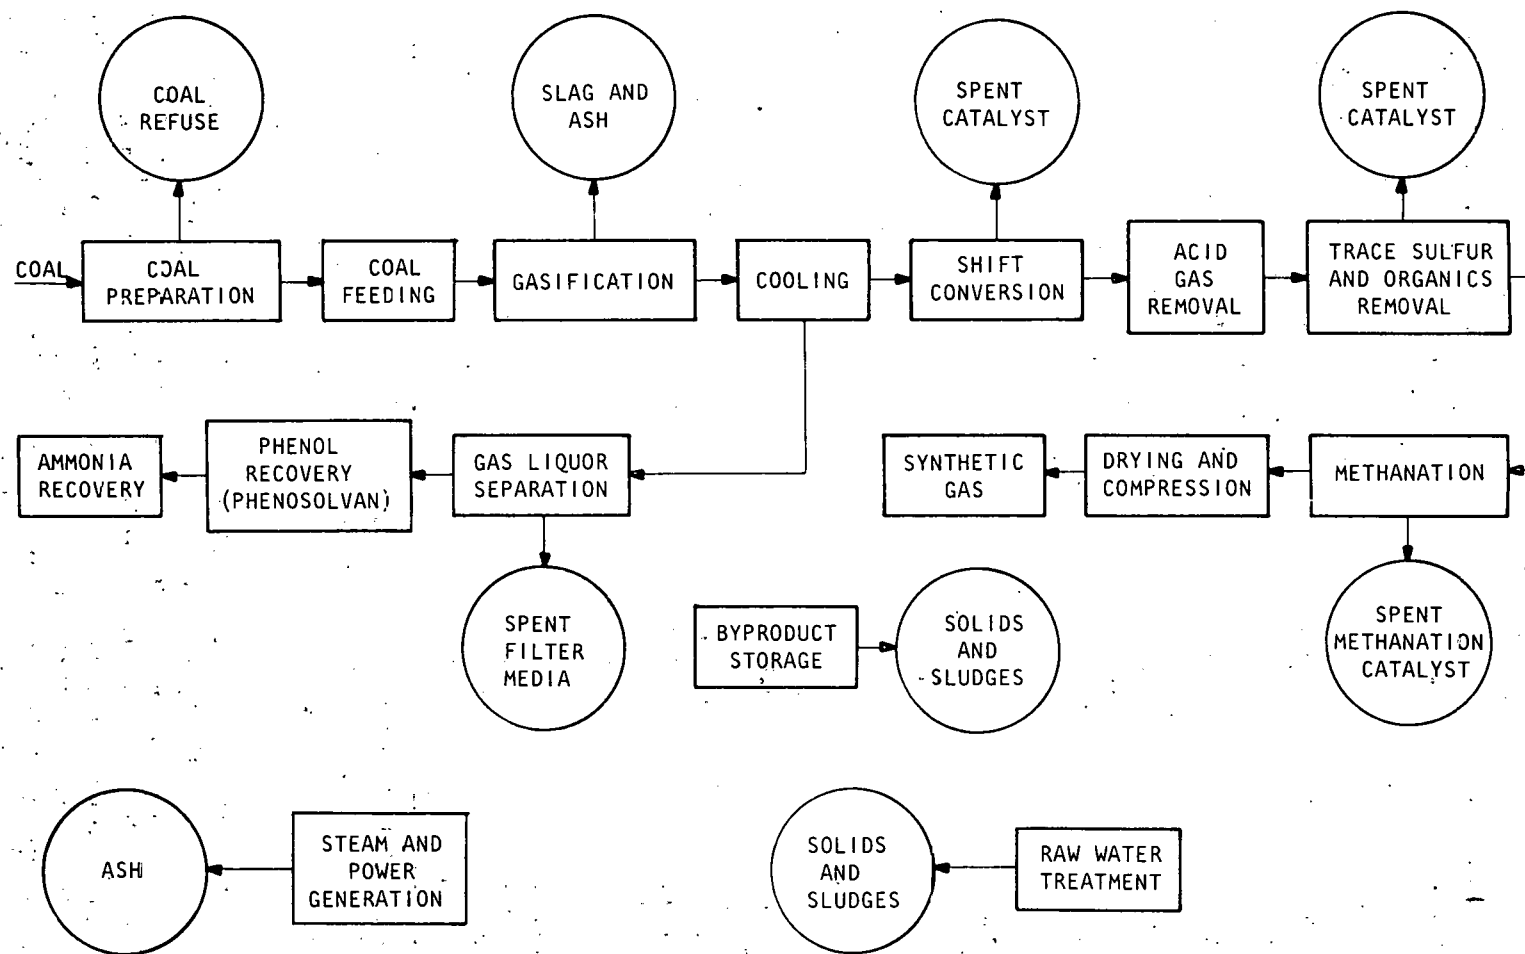 COAL
REFUSE
SLAG AND
ASH
SPENT
CATALYST
SPENT
CATALYST
COAL
COAL
PREPARATION
COAL
FEEDING
GASIFICATION
COOLING
SHIFT
CONVERSION
ACID
GAS
REMOVAL
TRACE SULFUR
AND ORGANICS
REMOVAL
AMMONIA
RECOVERY
PHENOL
RECOVERY
(PHENOSOLVAN)
GAS LIQUOR
SEPARATION
SYNTHETIC
GAS
DRYING AND
COMPRESSION
METHANATION
SPENT
FILTER
MEDIA
BYPRODUCT
STORAGE
SOLIDS
AND
SLUDGES
SPENT
METHANATION
CATALYST
ASH
STEAM AND
POWER
GENERATION
SOLIDS
AND
SLUDGES
RAW WATER
TREATMENT